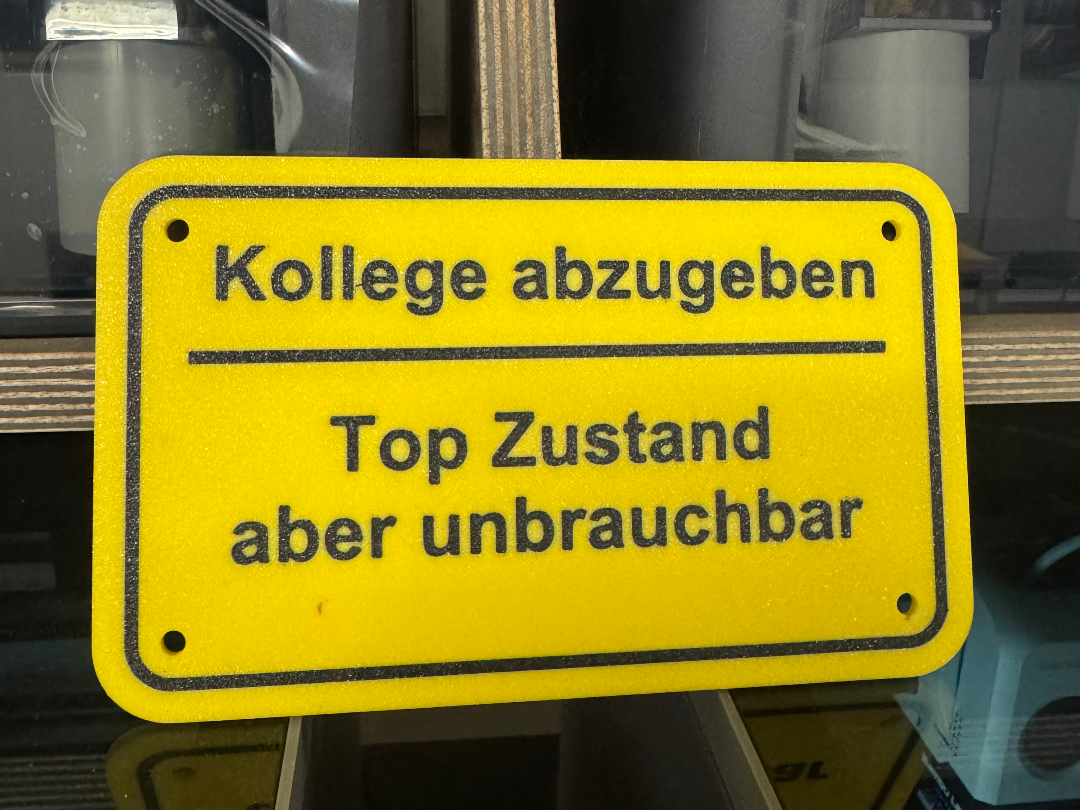 Kollege abzugeben
Top Zustand
aber unbrauchbar